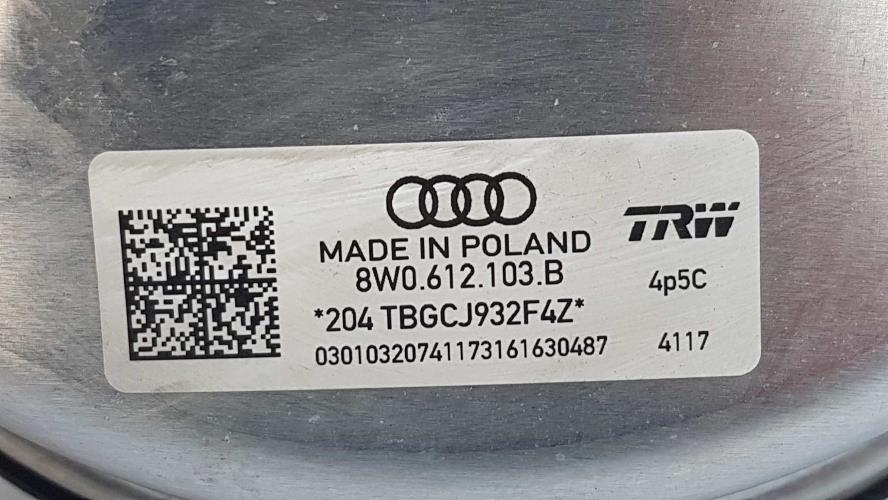 MADE IN POLAND
TRW
8W0.612.103.B
4p5C
*204 TBGCJ932F4Z*
03010320741173161630487
4117